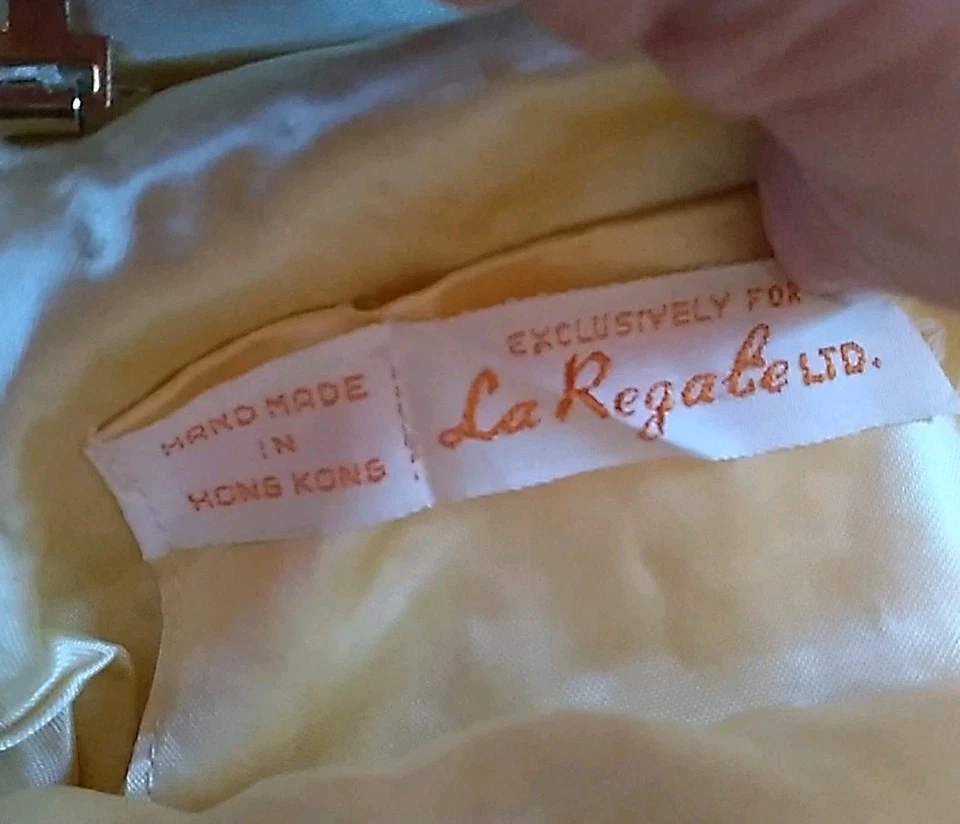 HAND MADE
IN
HONG KONG
EXCLUSIVELY FOR
La Regale LTD.